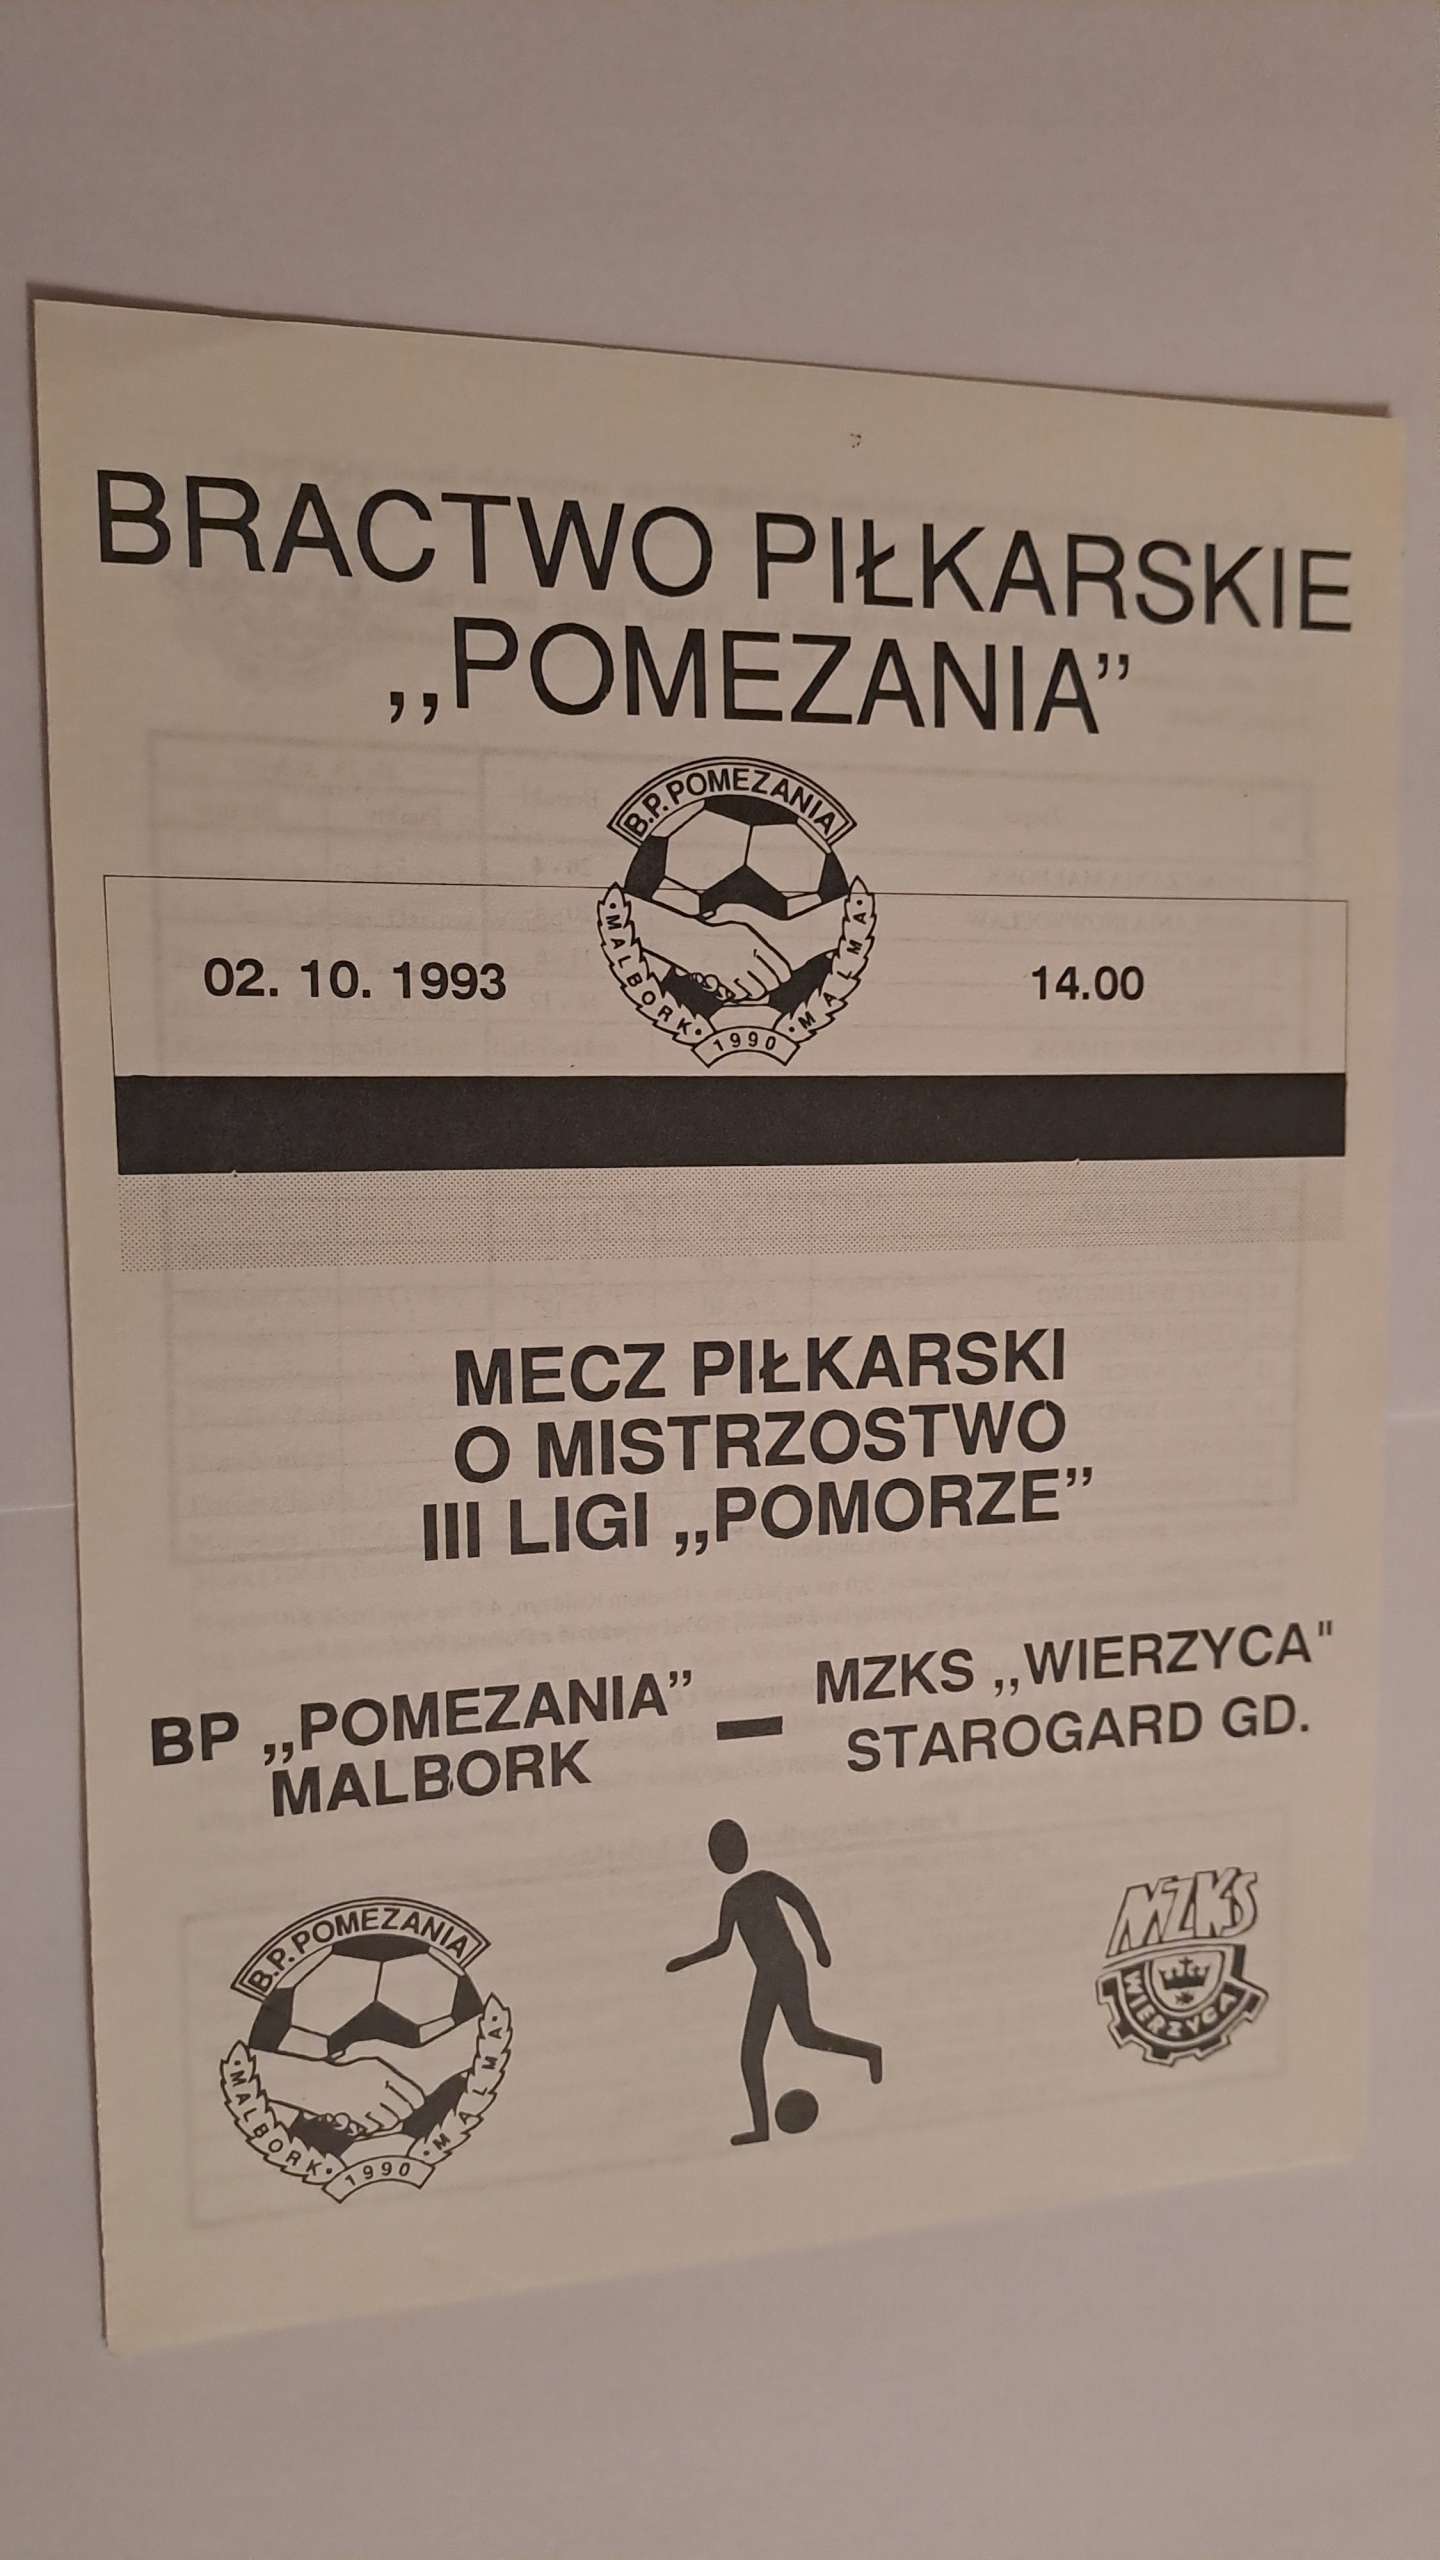 BRACTWO PIŁKARSKIE
,,POMEZANIA”
B.P. POMEZANIA
02. 10. 1993
14.00
•MALBORK•
1990
•MALMA•
MECZ PIŁKARSKI
O MISTRZOSTWO
III LIGI ,,POMORZE”
BP ,,POMEZANIA”
MALBORK
–
MZKS ,,WIERZYCA"
STAROGARD GD.
B.P. POMEZANIA
•MALBORK•
1990
•MALMA•
MZKS
WIERZYCA